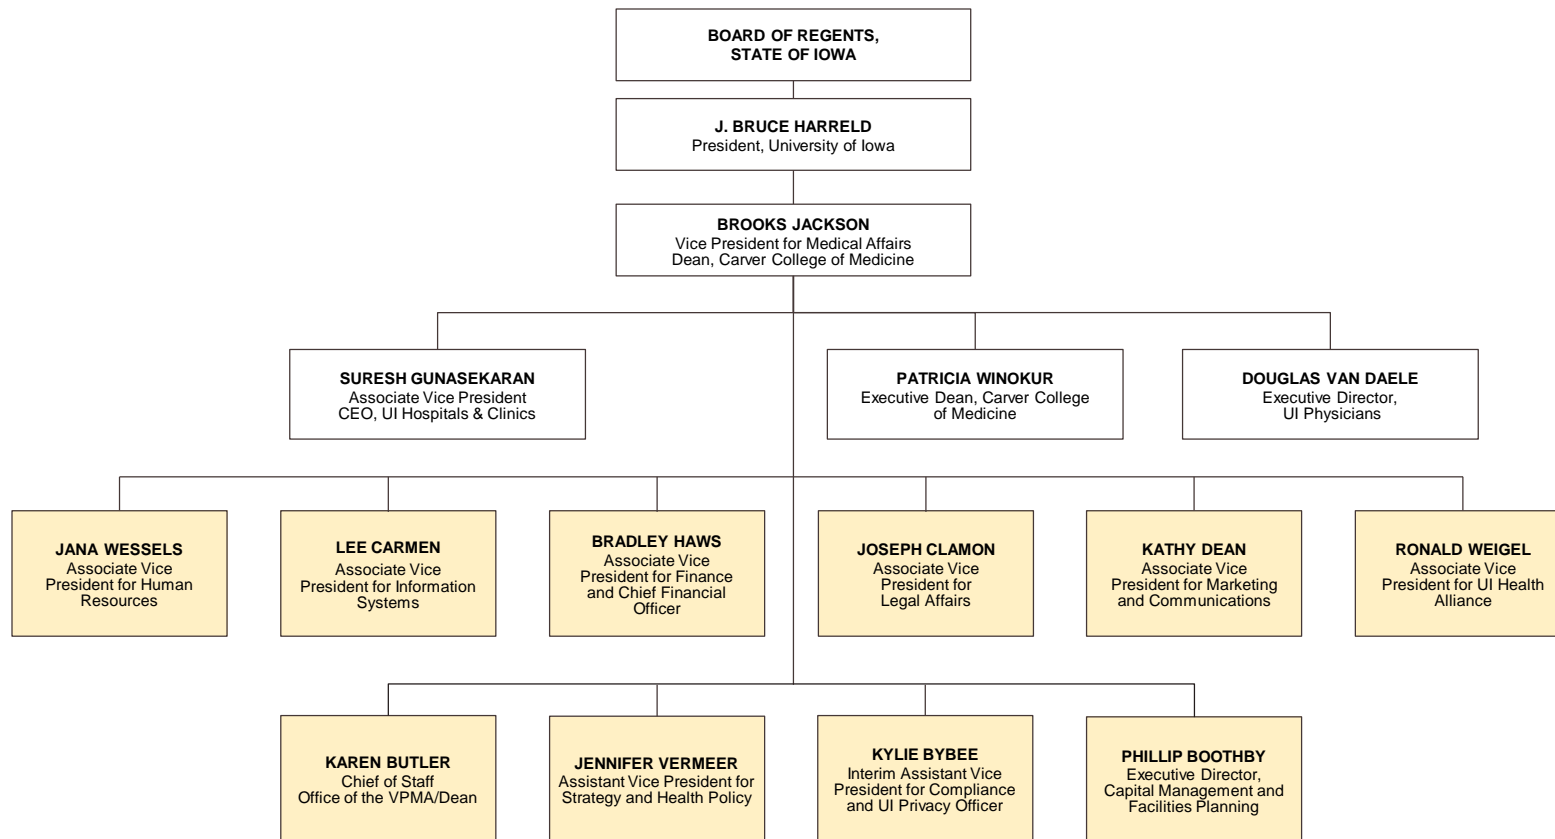 BOARD OF REGENTS,
STATE OF IOWA
J. BRUCE HARRELD
President, University of Iowa
BROOKS JACKSON
Vice President for Medical Affairs
Dean, Carver College of Medicine
SURESH GUNASEKARAN
Associate Vice President
CEO, UI Hospitals & Clinics
PATRICIA WINOKUR
Executive Dean, Carver College
of Medicine
DOUGLAS VAN DAELE
Executive Director,
UI Physicians
JANA WESSELS
Associate Vice
President for Human
Resources
LEE CARMEN
Associate Vice
President for Information
Systems
BRADLEY HAWS
Associate Vice
President for Finance
and Chief Financial
Officer
JOSEPH CLAMON
Associate Vice
President for
Legal Affairs
KATHY DEAN
Associate Vice
President for Marketing
and Communications
RONALD WEIGEL
Associate Vice
President for UI Health
Alliance
KAREN BUTLER
Chief of Staff
Office of the VPMA/Dean
JENNIFER VERMEER
Assistant Vice President for
Strategy and Health Policy
KYLIE BYBEE
Interim Assistant Vice
President for Compliance
and UI Privacy Officer
PHILLIP BOOTHBY
Executive Director,
Capital Management and
Facilities Planning